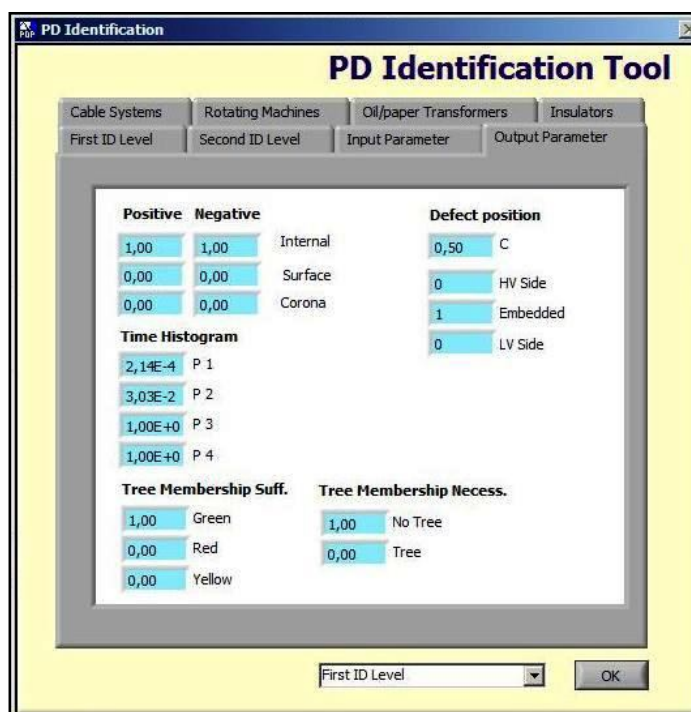 PD Identification
PD Identification Tool
Cable Systems Rotating Machines Oil/paper Transformers Insulators
First ID Level Second ID Level Input Parameter Output Parameter
Positive Negative
1,00 1,00 Internal
0,00 0,00 Surface
0,00 0,00 Corona
Defect position
0,50 C
0 HV Side
1 Embedded
0 LV Side
Time Histogram
2,14E-4 P 1
3,03E-2 P 2
1,00E+0 P 3
1,00E+0 P 4
Tree Membership Suff.
1,00 Green
0,00 Red
0,00 Yellow
Tree Membership Necess.
1,00 No Tree
0,00 Tree
First ID Level OK